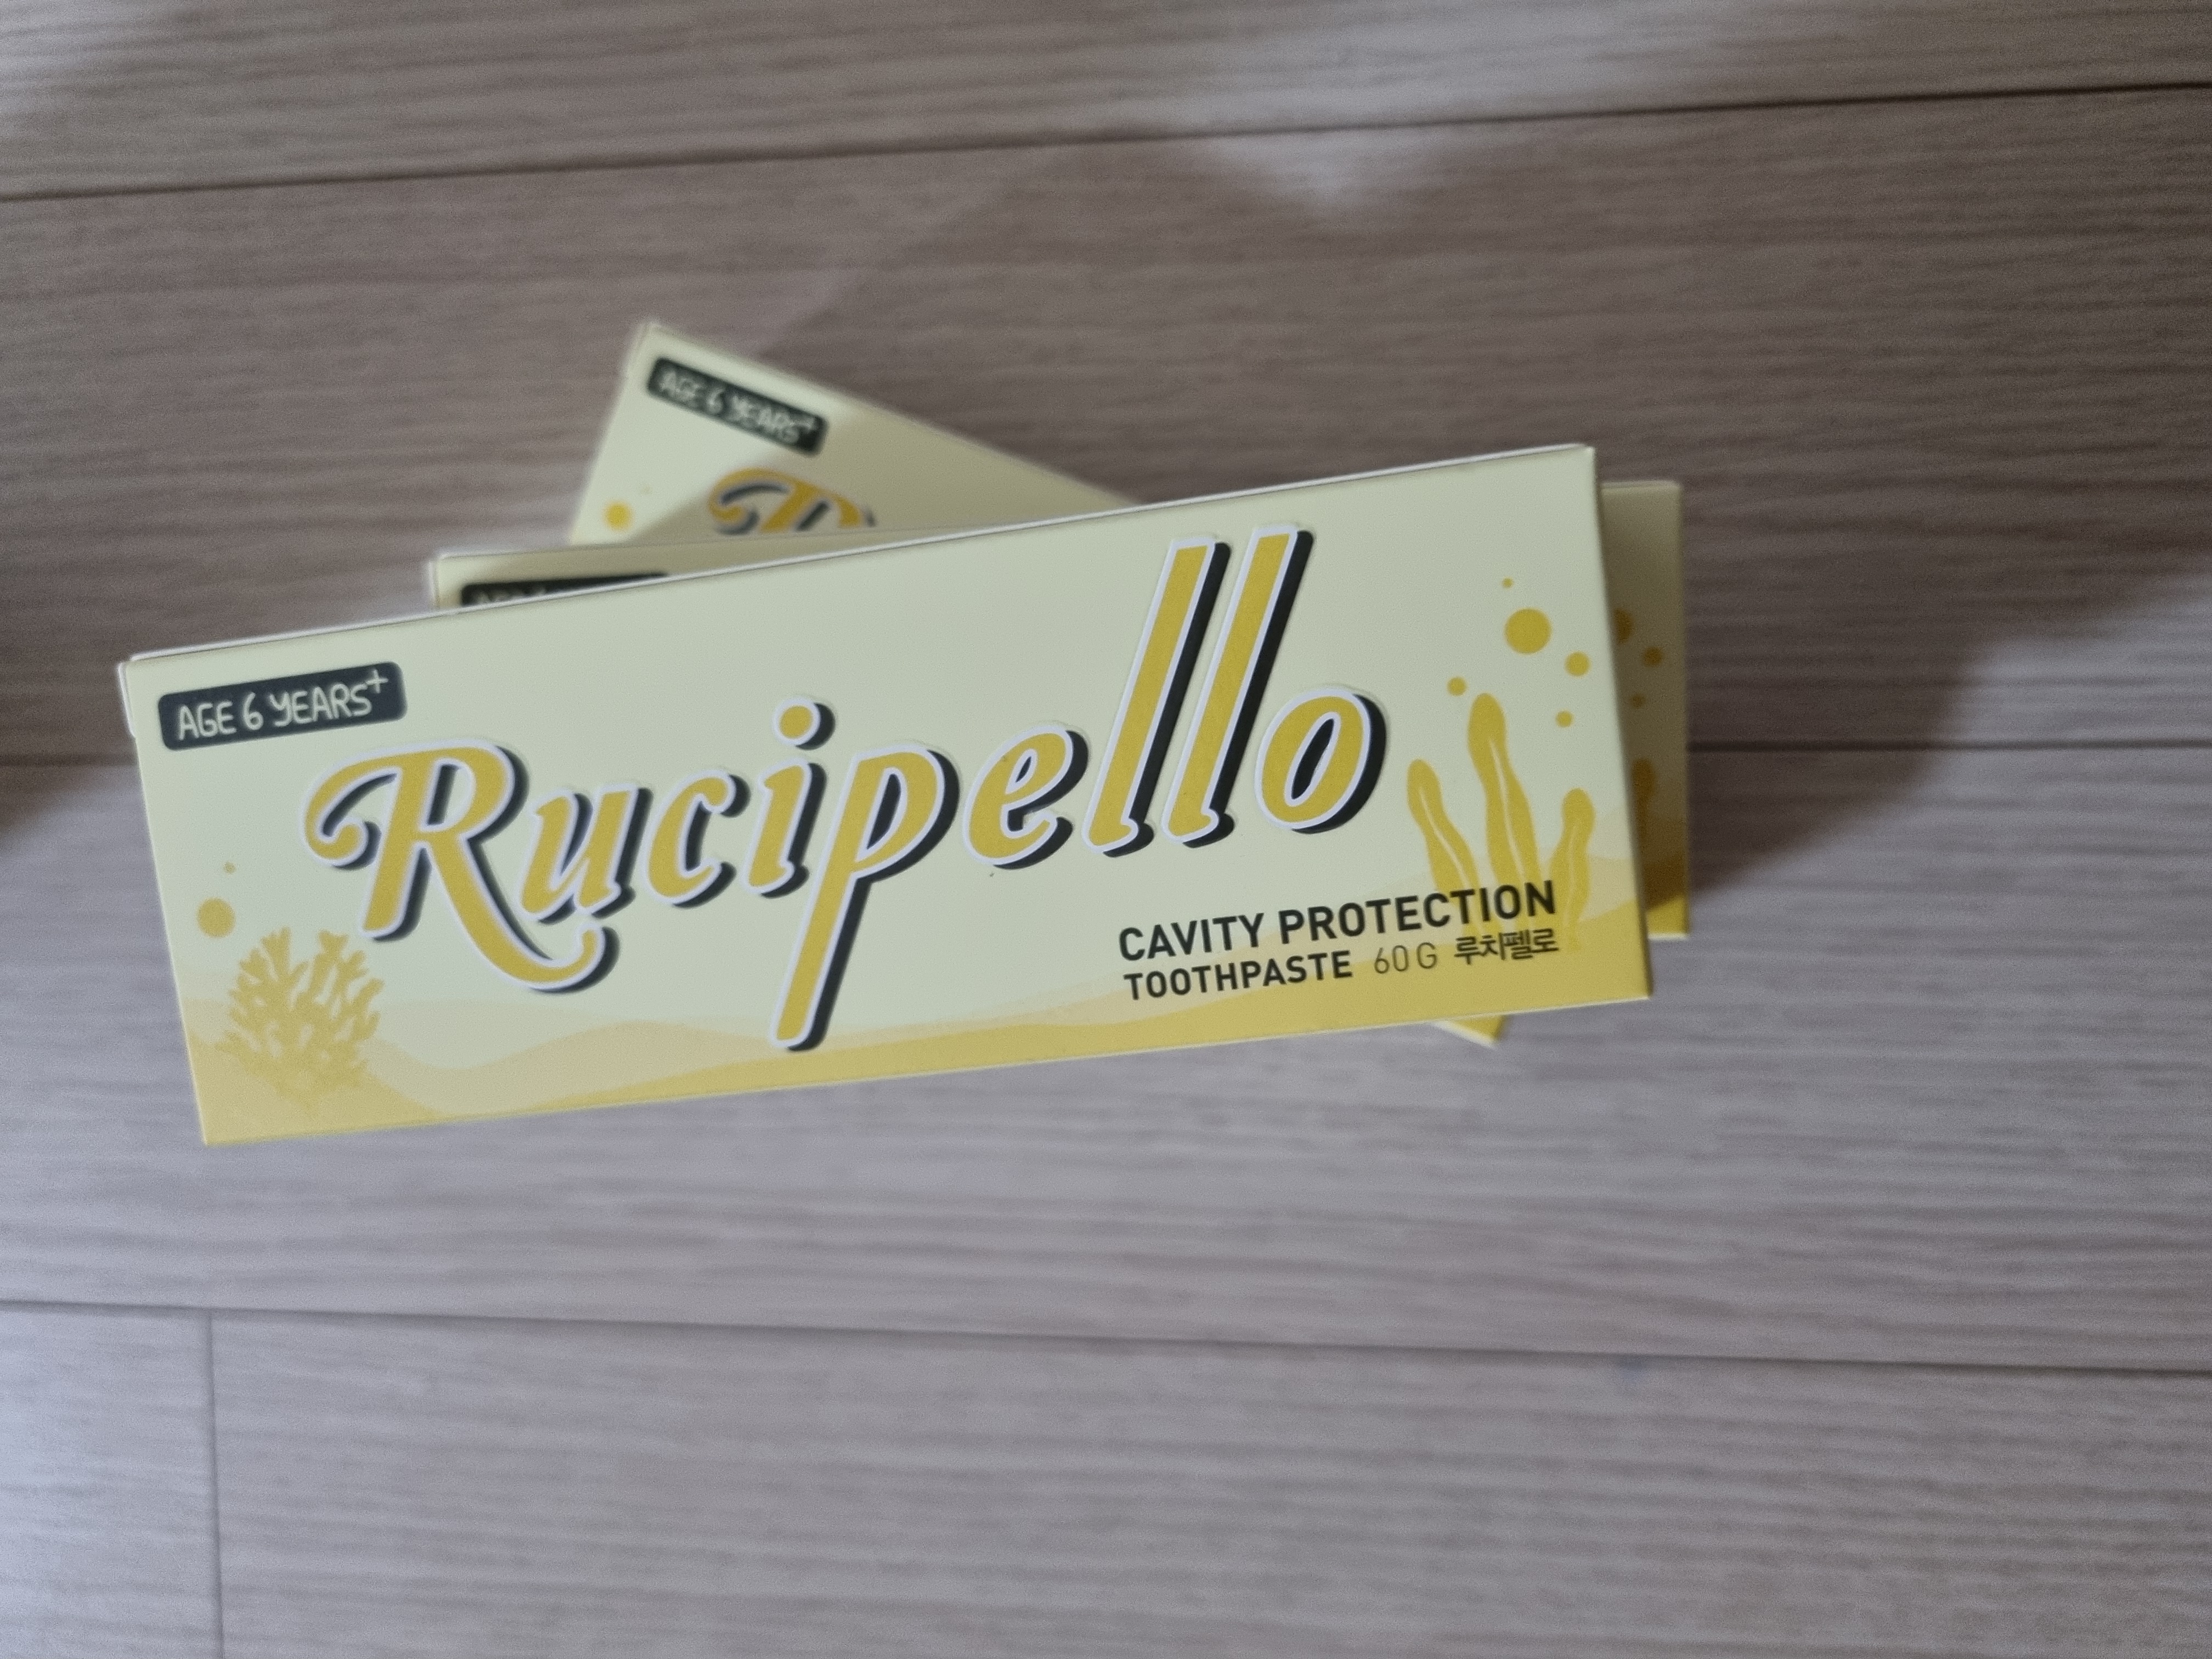 AGE 6 YEARS+
AGE 6 YEARS+
Rucipello
CAVITY PROTECTION
TOOTHPASTE 60G 루치펠로